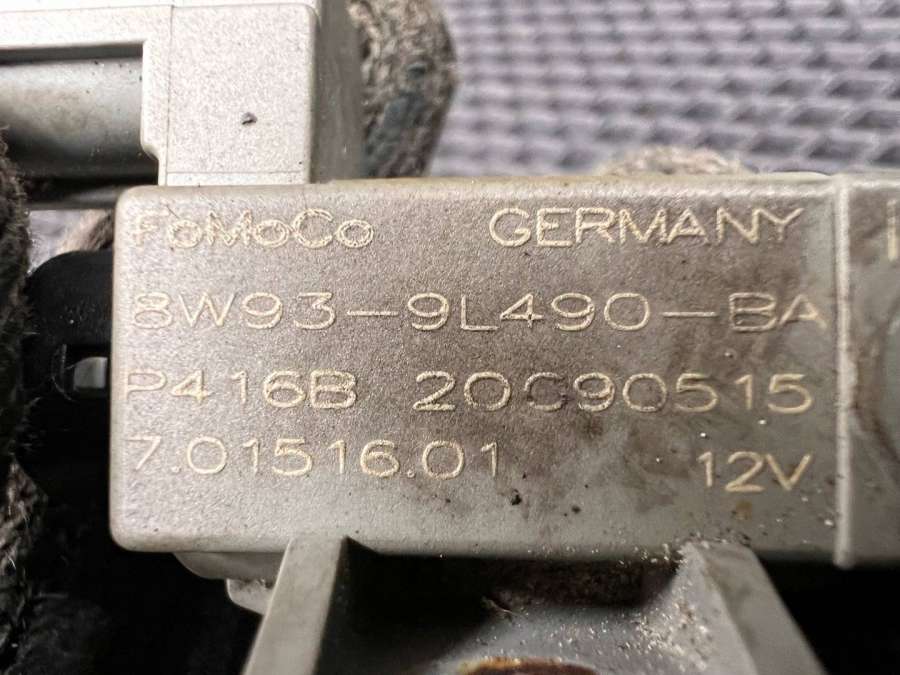 FoMoCo GERMANY
8W93-9L490-BA
P416B 20C90515
7.01516.01 12V